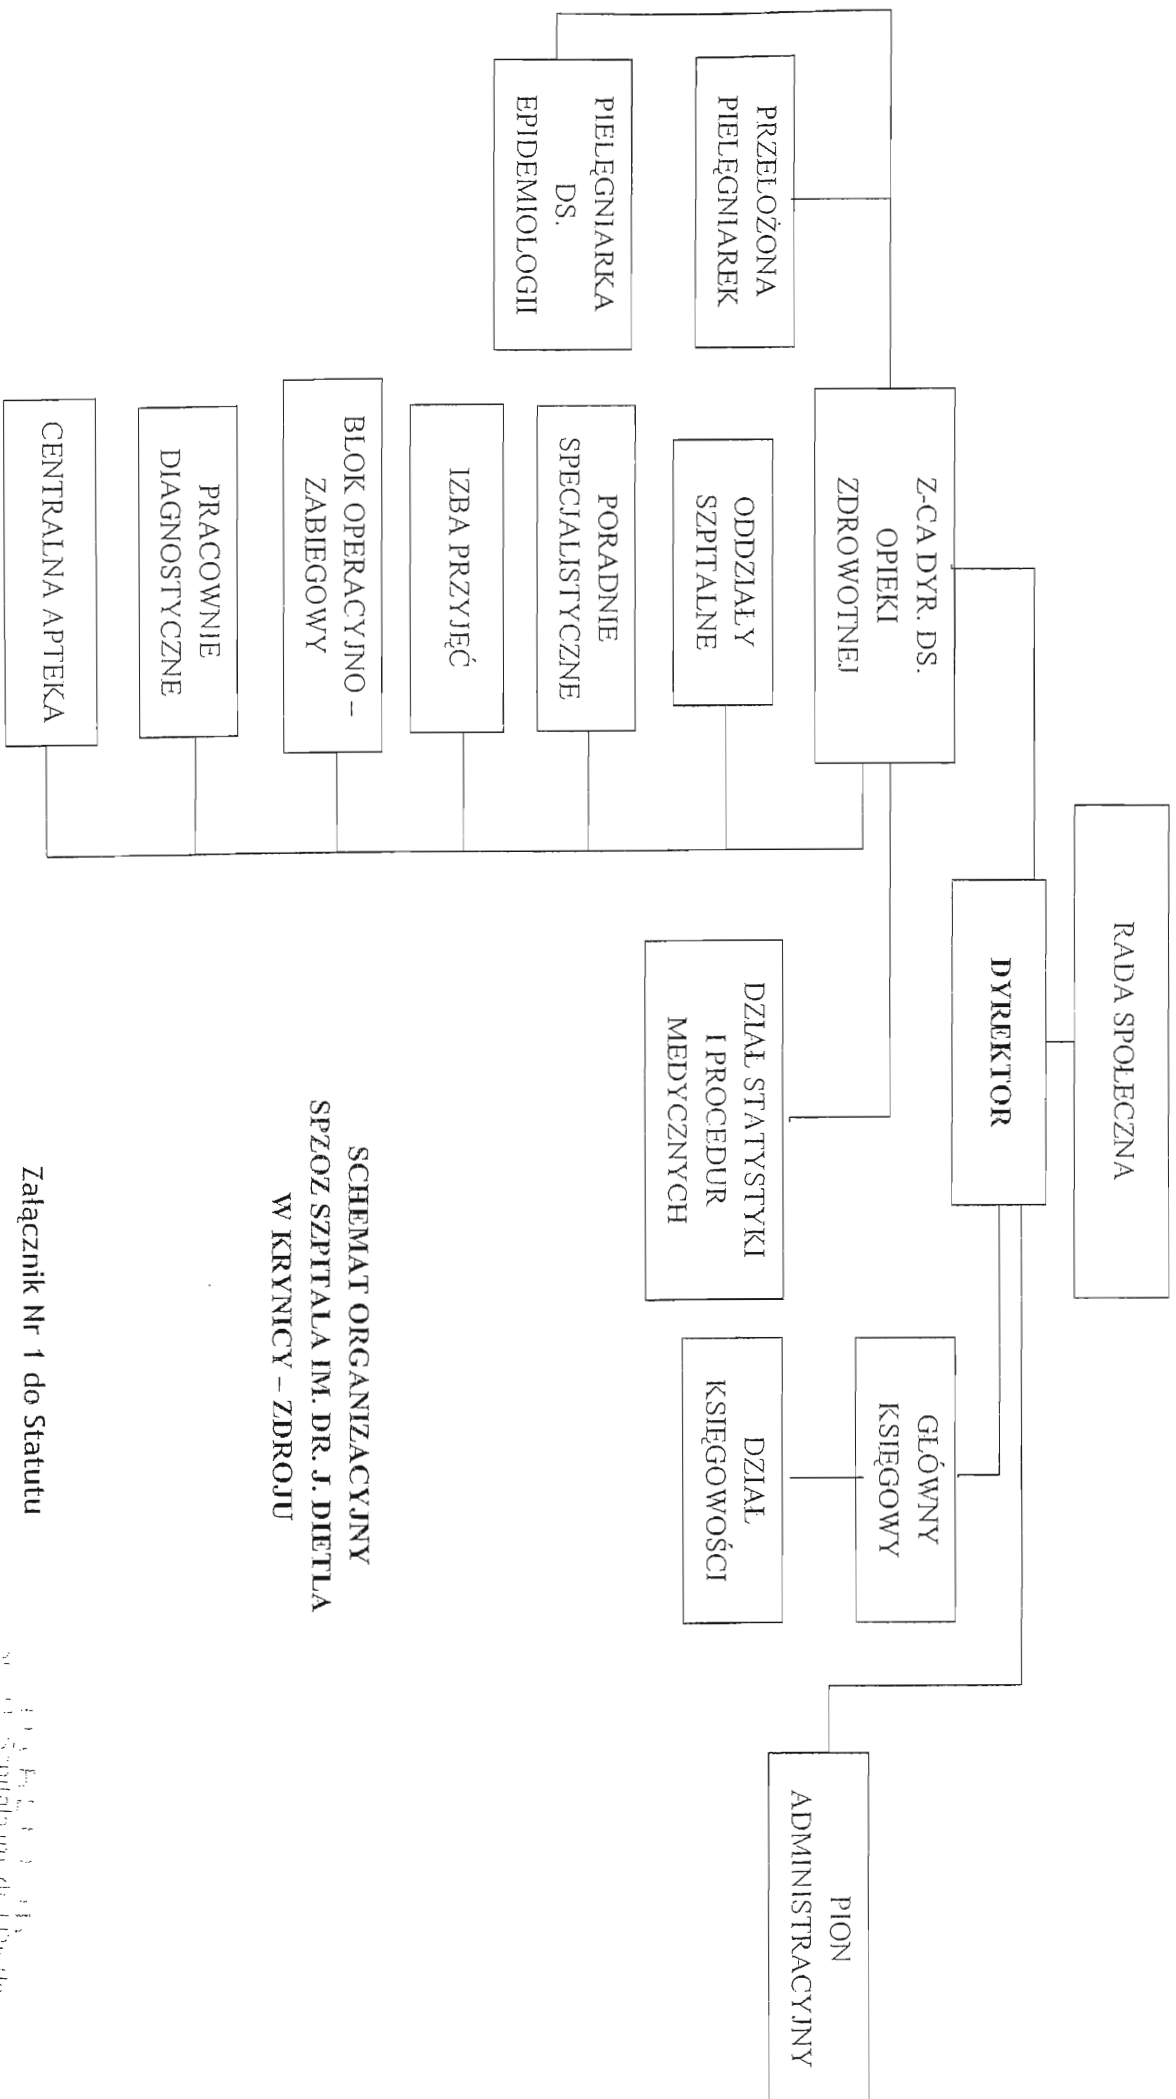 RADA SPOŁECZNA
DYREKTOR
Z-CA DYR. DS.
OPIEKI
ZDROWOTNEJ
GŁÓWNY
KSIĘGOWY
PION
ADMINISTRACYJNY
PRZEŁOŻONA
PIELĘGNIAREK
ODDZIAŁY
SZPITALNE
DZIAŁ STATYSTYKI
I PROCEDUR
MEDYCZNYCH
DZIAŁ
KSIĘGOWOŚCI
PIELĘGNIARKA
DS.
EPIDEMIOLOGII
PORADNIE
SPECJALISTYCZNE
IZBA PRZYJĘĆ
BLOK OPERACYJNO –
ZABIEGOWY
PRACOWNIE
DIAGNOSTYCZNE
CENTRALNA APTEKA
SCHEMAT ORGANIZACYJNY
SPZOZ SZPITALA IM. DR. J. DIETLA
W KRYNICY – ZDROJU
Załącznik Nr 1 do Statutu